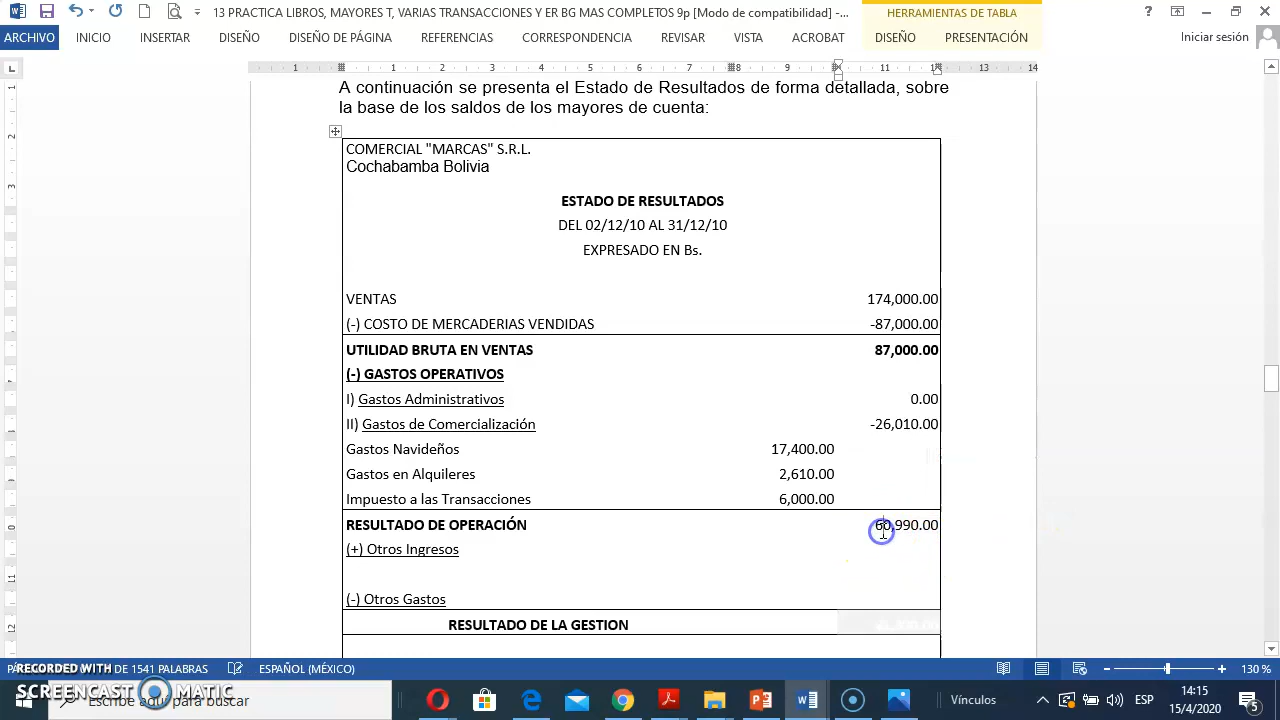 13 PRACTICA LIBROS, MAYORES T, VARIAS TRANSACCIONES Y ER BG MAS COMPLETOS 9p [Modo de compatibilidad] -...
HERRAMIENTAS DE TABLA
ARCHIVO INICIO INSERTAR DISEÑO DISEÑO DE PÁGINA REFERENCIAS CORRESPONDENCIA REVISAR VISTA ACROBAT DISEÑO PRESENTACIÓN Iniciar sesión
A continuación se presenta el Estado de Resultados de forma detallada, sobre
la base de los saldos de los mayores de cuenta:
COMERCIAL "MARCAS" S.R.L.
Cochabamba Bolivia
ESTADO DE RESULTADOS
DEL 02/12/10 AL 31/12/10
EXPRESADO EN Bs.
VENTAS 174,000.00
(-) COSTO DE MERCADERIAS VENDIDAS -87,000.00
UTILIDAD BRUTA EN VENTAS 87,000.00
(-) GASTOS OPERATIVOS
I) Gastos Administrativos 0.00
II) Gastos de Comercialización -26,010.00
Gastos Navideños 17,400.00
Gastos en Alquileres 2,610.00
Impuesto a las Transacciones 6,000.00
RESULTADO DE OPERACIÓN 60,990.00
(+) Otros Ingresos
(-) Otros Gastos
RESULTADO DE LA GESTION
DE 1541 PALABRAS ESPAÑOL (MÉXICO) 130 %
RECORDED WITH
SCREENCAST MATIC
Escribe aquí para buscar
Vínculos ESP 14:15
15/4/2020 5